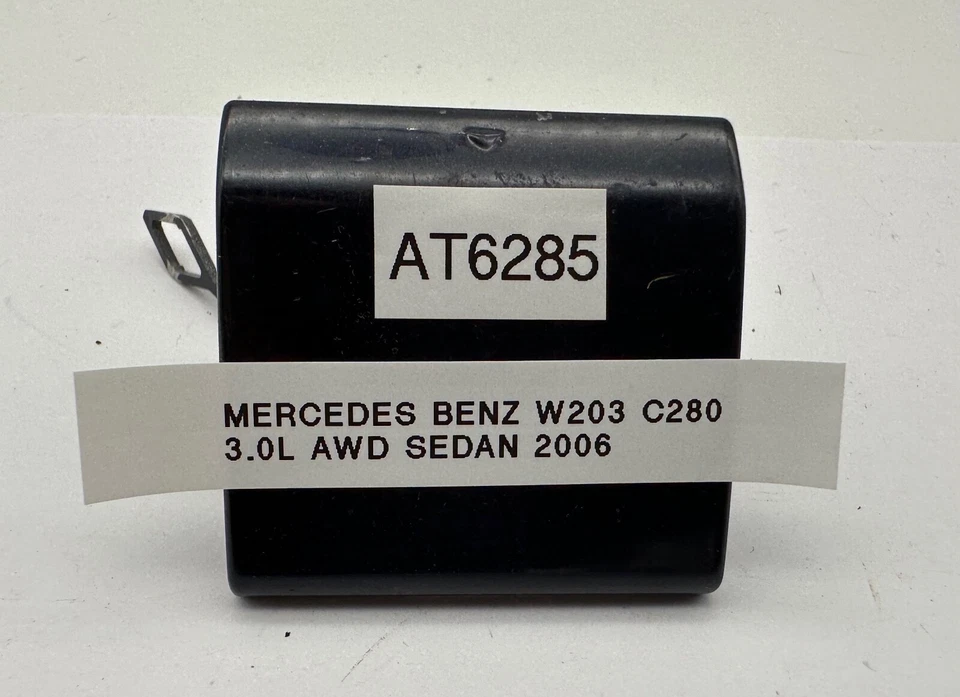 AT6285
MERCEDES BENZ W203 C280
3.0L AWD SEDAN 2006